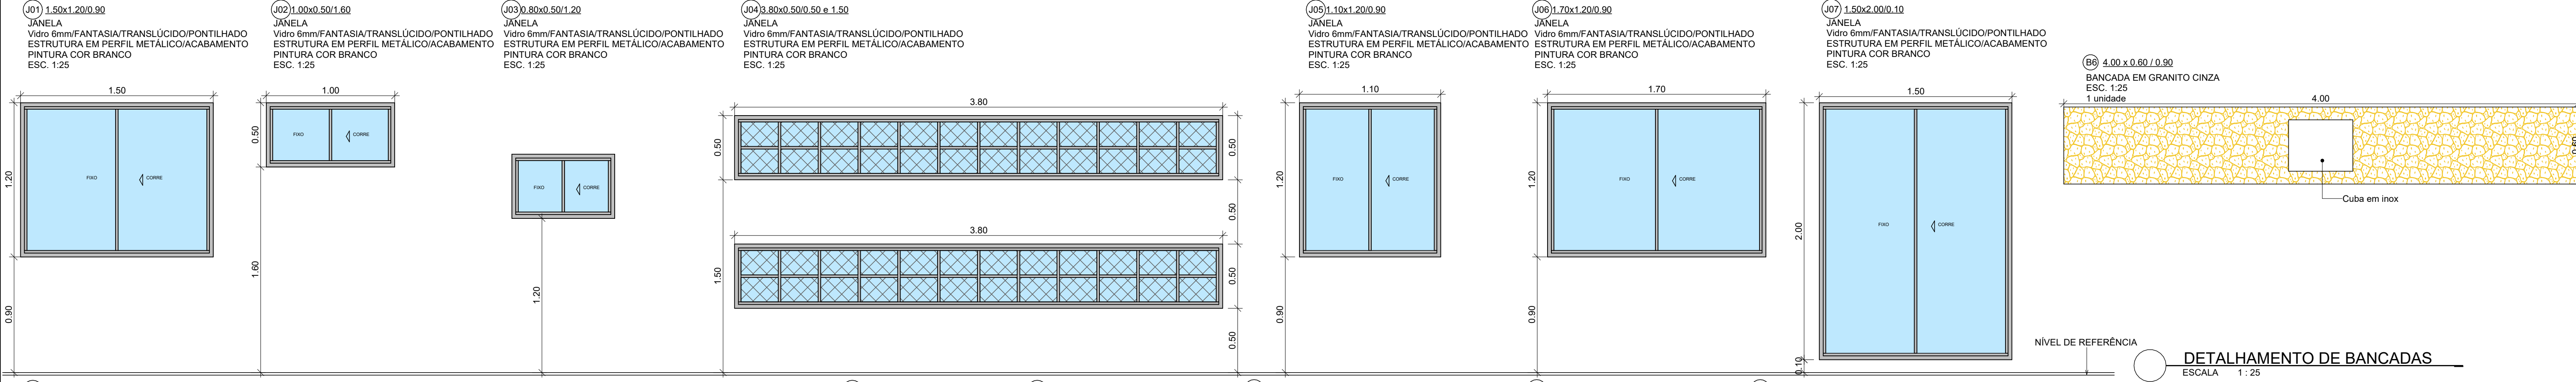 J01 1.50x1.20/0.90
JANELA
Vidro 6mm/FANTASIA/TRANSLÚCIDO/PONTILHADO
ESTRUTURA EM PERFIL METÁLICO/ACABAMENTO
PINTURA COR BRANCO
ESC. 1:25
1.50
1.20
0.90
FIXO
CORRE
J02 1.00x0.50/1.60
JANELA
Vidro 6mm/FANTASIA/TRANSLÚCIDO/PONTILHADO
ESTRUTURA EM PERFIL METÁLICO/ACABAMENTO
PINTURA COR BRANCO
ESC. 1:25
1.00
0.50
1.60
FIXO
CORRE
J03 0.80x0.50/1.20
JANELA
Vidro 6mm/FANTASIA/TRANSLÚCIDO/PONTILHADO
ESTRUTURA EM PERFIL METÁLICO/ACABAMENTO
PINTURA COR BRANCO
ESC. 1:25
FIXO
CORRE
1.20
J04 3.80x0.50/0.50 e 1.50
JANELA
Vidro 6mm/FANTASIA/TRANSLÚCIDO/PONTILHADO
ESTRUTURA EM PERFIL METÁLICO/ACABAMENTO
PINTURA COR BRANCO
ESC. 1:25
3.80
0.50
0.50
0.50
3.80
1.50
0.50
0.50
J05 1.10x1.20/0.90
JANELA
Vidro 6mm/FANTASIA/TRANSLÚCIDO/PONTILHADO
ESTRUTURA EM PERFIL METÁLICO/ACABAMENTO
PINTURA COR BRANCO
ESC. 1:25
1.10
1.20
0.90
FIXO
CORRE
J06 1.70x1.20/0.90
JANELA
Vidro 6mm/FANTASIA/TRANSLÚCIDO/PONTILHADO
ESTRUTURA EM PERFIL METÁLICO/ACABAMENTO
PINTURA COR BRANCO
ESC. 1:25
1.70
1.20
0.90
FIXO
CORRE
J07 1.50x2.00/0.10
JANELA
Vidro 6mm/FANTASIA/TRANSLÚCIDO/PONTILHADO
ESTRUTURA EM PERFIL METÁLICO/ACABAMENTO
PINTURA COR BRANCO
ESC. 1:25
1.50
2.00
0.10
FIXO
CORRE
B6 4.00 x 0.60 / 0.90
BANCADA EM GRANITO CINZA
ESC. 1:25
1 unidade
4.00
0.60
Cuba em inox
NÍVEL DE REFERÊNCIA
DETALHAMENTO DE BANCADAS
ESCALA 1 : 25